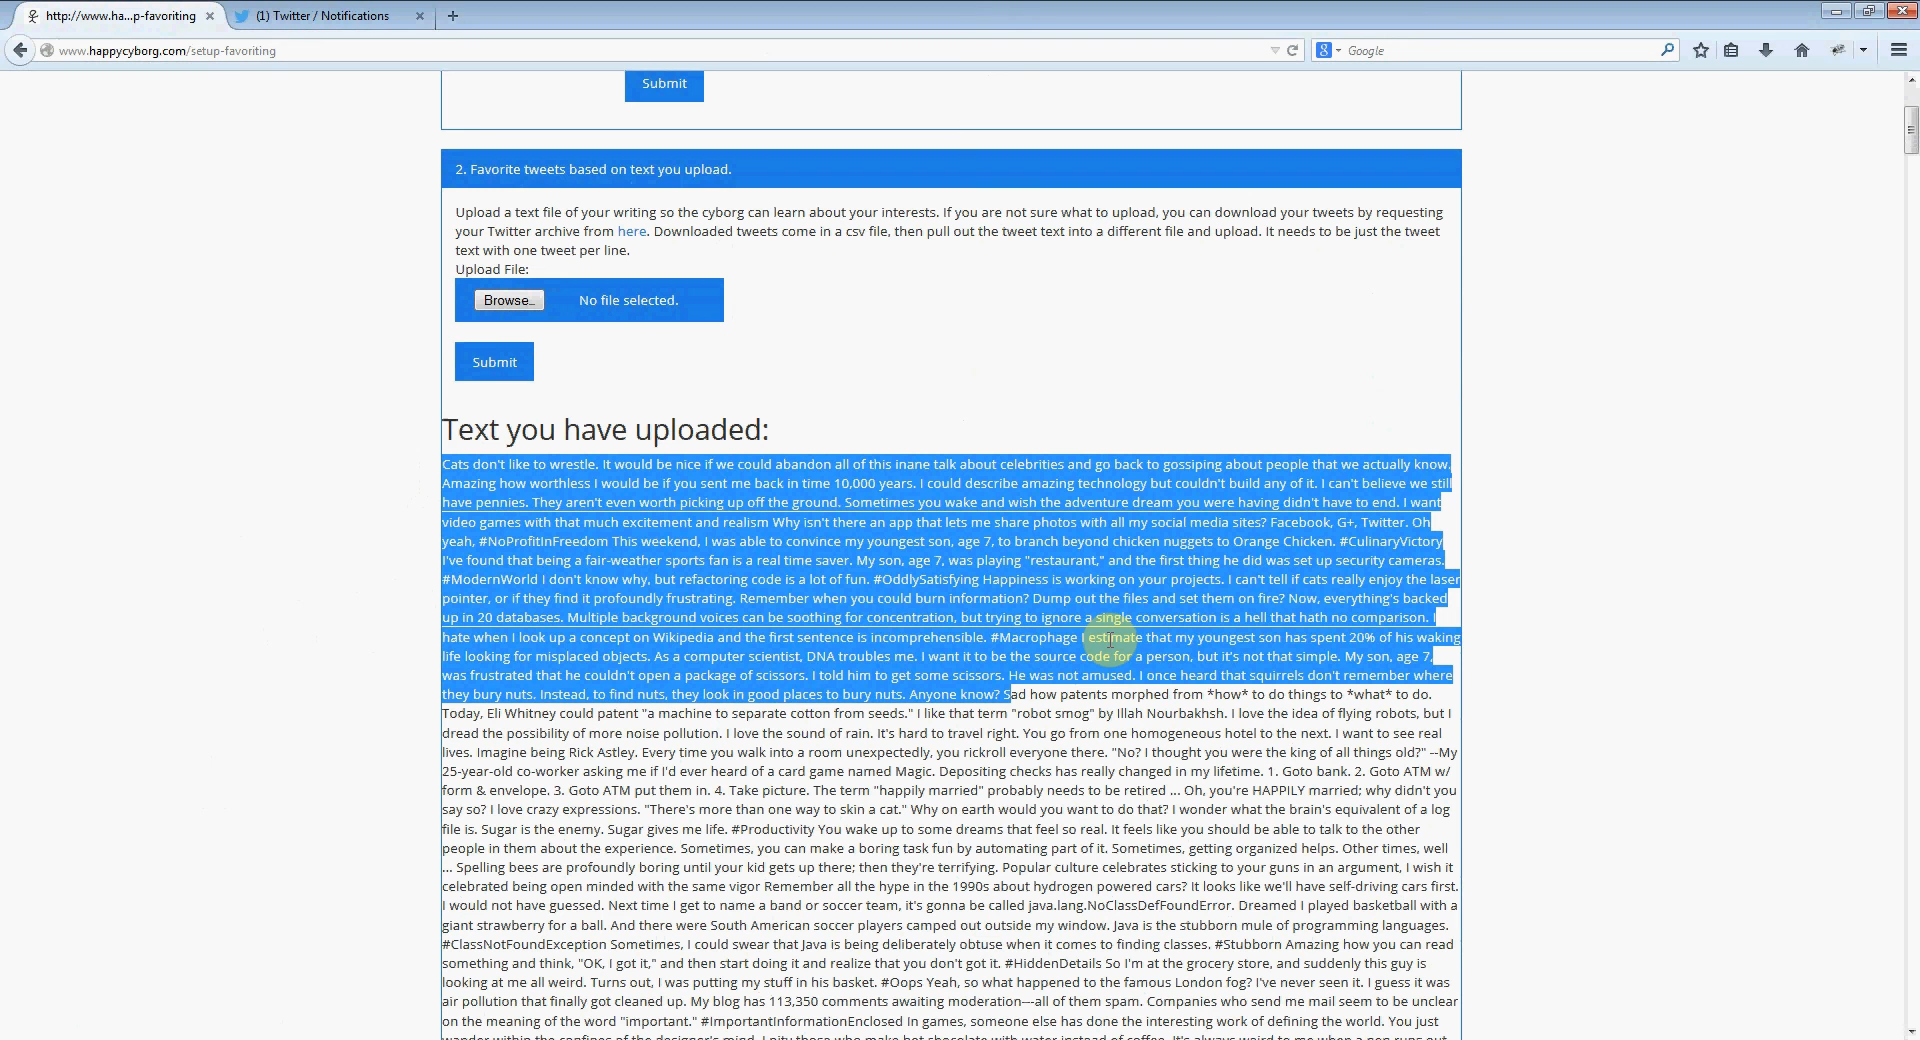 http://www.ha...p-favoriting
(1) Twitter / Notifications
www.happycyborg.com/setup-favoriting
Google
Submit
2. Favorite tweets based on text you upload.
Upload a text file of your writing so the cyborg can learn about your interests. If you are not sure what to upload, you can download your tweets by requesting
your Twitter archive from here. Downloaded tweets come in a csv file, then pull out the tweet text into a different file and upload. It needs to be just the tweet
text with one tweet per line.
Upload File:
Browse... No file selected.
Submit
Text you have uploaded:
Cats don't like to wrestle. It would be nice if we could abandon all of this inane talk about celebrities and go back to gossiping about people that we actually know.
Amazing how worthless I would be if you sent me back in time 10,000 years. I could describe amazing technology but couldn't build any of it. I can't believe we still
have pennies. They aren't even worth picking up off the ground. Sometimes you wake and wish the adventure dream you were having didn't have to end. I want
video games with that much excitement and realism Why isn't there an app that lets me share photos with all my social media sites? Facebook, G+, Twitter. Oh
yeah, #NoProfitInFreedom This weekend, I was able to convince my youngest son, age 7, to branch beyond chicken nuggets to Orange Chicken. #CulinaryVictory
I've found that being a fair-weather sports fan is a real time saver. My son, age 7, was playing "restaurant," and the first thing he did was set up security cameras.
#ModernWorld I don't know why, but refactoring code is a lot of fun. #OddlySatisfying Happiness is working on your projects. I can't tell if cats really enjoy the laser
pointer, or if they find it profoundly frustrating. Remember when you could burn information? Dump out the files and set them on fire? Now, everything's backed
up in 20 databases. Multiple background voices can be soothing for concentration, but trying to ignore a single conversation is a hell that hath no comparison. I
hate when I look up a concept on Wikipedia and the first sentence is incomprehensible. #Macrophage I estimate that my youngest son has spent 20% of his waking
life looking for misplaced objects. As a computer scientist, DNA troubles me. I want it to be the source code for a person, but it's not that simple. My son, age 7,
was frustrated that he couldn't open a package of scissors. I told him to get some scissors. He was not amused. I once heard that squirrels don't remember where
they bury nuts. Instead, to find nuts, they look in good places to bury nuts. Anyone know? Sad how patents morphed from *how* to do things to *what* to do.
Today, Eli Whitney could patent "a machine to separate cotton from seeds." I like that term "robot smog" by Illah Nourbakhsh. I love the idea of flying robots, but I
dread the possibility of more noise pollution. I love the sound of rain. It's hard to travel right. You go from one homogeneous hotel to the next. I want to see real
lives. Imagine being Rick Astley. Every time you walk into a room unexpectedly, you rickroll everyone there. "No? I thought you were the king of all things old?" --My
25-year-old co-worker asking me if I'd ever heard of a card game named Magic. Depositing checks has really changed in my lifetime. 1. Goto bank. 2. Goto ATM w/
form & envelope. 3. Goto ATM put them in. 4. Take picture. The term "happily married" probably needs to be retired ... Oh, you're HAPPILY married; why didn't you
say so? I love crazy expressions. "There's more than one way to skin a cat." Why on earth would you want to do that? I wonder what the brain's equivalent of a log
file is. Sugar is the enemy. Sugar gives me life. #Productivity You wake up to some dreams that feel so real. It feels like you should be able to talk to the other
people in them about the experience. Sometimes, you can make a boring task fun by automating part of it. Sometimes, getting organized helps. Other times, well
... Spelling bees are profoundly boring until your kid gets up there; then they're terrifying. Popular culture celebrates sticking to your guns in an argument, I wish it
celebrated being open minded with the same vigor Remember all the hype in the 1990s about hydrogen powered cars? It looks like we'll have self-driving cars first.
I would not have guessed. Next time I get to name a band or soccer team, it's gonna be called java.lang.NoClassDefFoundError. Dreamed I played basketball with a
giant strawberry for a ball. And there were South American soccer players camped out outside my window. Java is the stubborn mule of programming languages.
#ClassNotFoundException Sometimes, I could swear that Java is being deliberately obtuse when it comes to finding classes. #Stubborn Amazing how you can read
something and think, "OK, I got it," and then start doing it and realize that you don't got it. #HiddenDetails So I'm at the grocery store, and suddenly this guy is
looking at me all weird. Turns out, I was putting my stuff in his basket. #Oops Yeah, so what happened to the famous London fog? I've never seen it. I guess it was
air pollution that finally got cleaned up. My blog has 113,350 comments awaiting moderation---all of them spam. Companies who send me mail seem to be unclear
on the meaning of the word "important." #ImportantInformationEnclosed In games, someone else has done the interesting work of defining the world. You just